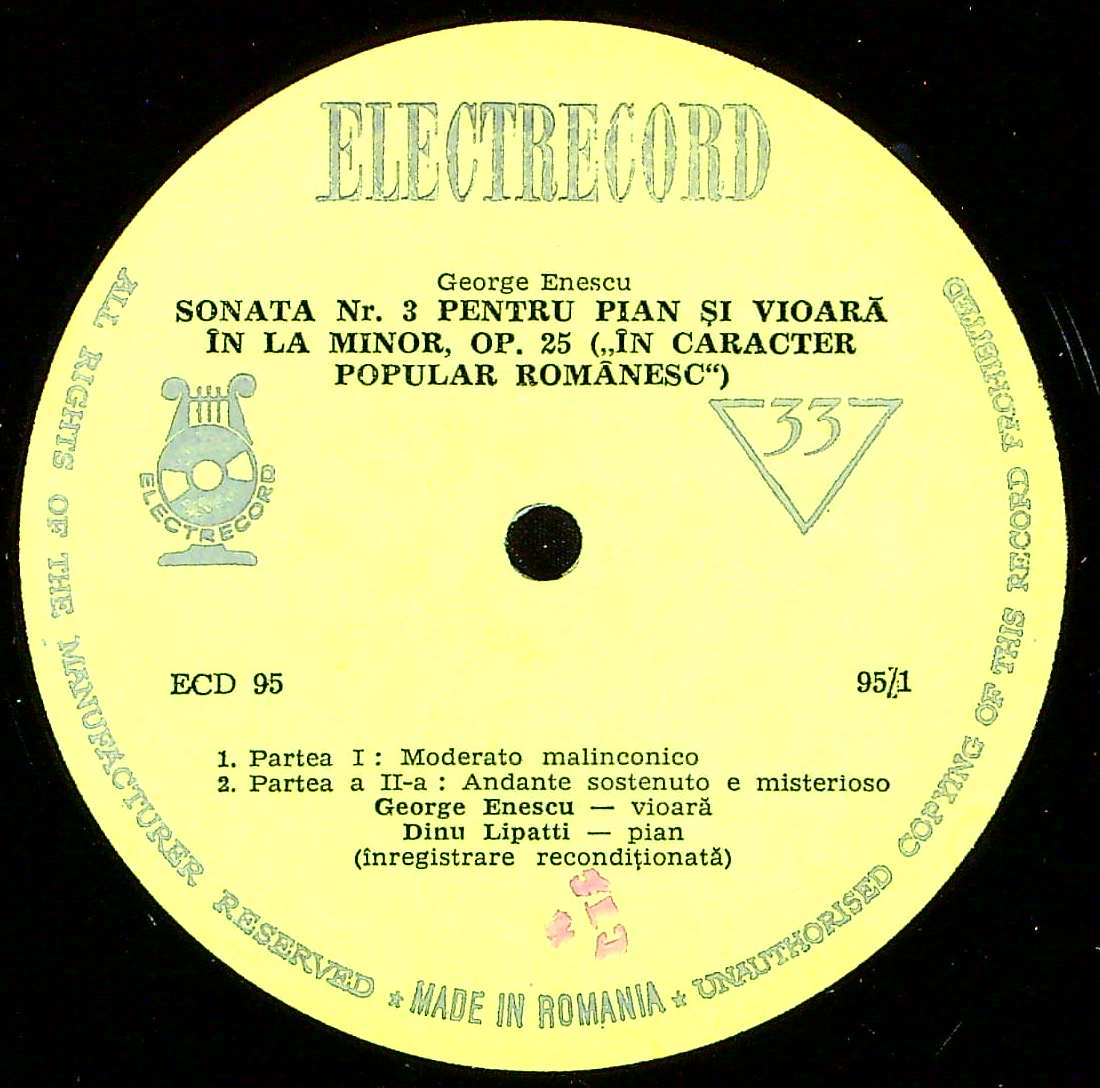 ELECTRECORD
George Enescu
SONATA Nr. 3 PENTRU PIAN ȘI VIOARĂ
ÎN LA MINOR, OP. 25 („ÎN CARACTER
POPULAR ROMÂNESC“)
33
ELECTRECORD
ECD 95
95/1
1. Partea I : Moderato malinconico
2. Partea a II-a : Andante sostenuto e misterioso
George Enescu — vioară
Dinu Lipatti — pian
(înregistrare recondiționată)
ALL RIGHTS OF THE MANUFACTURER RESERVED * MADE IN ROMANIA * UNAUTHORISED COPYING OF THIS RECORD PROHIBITED